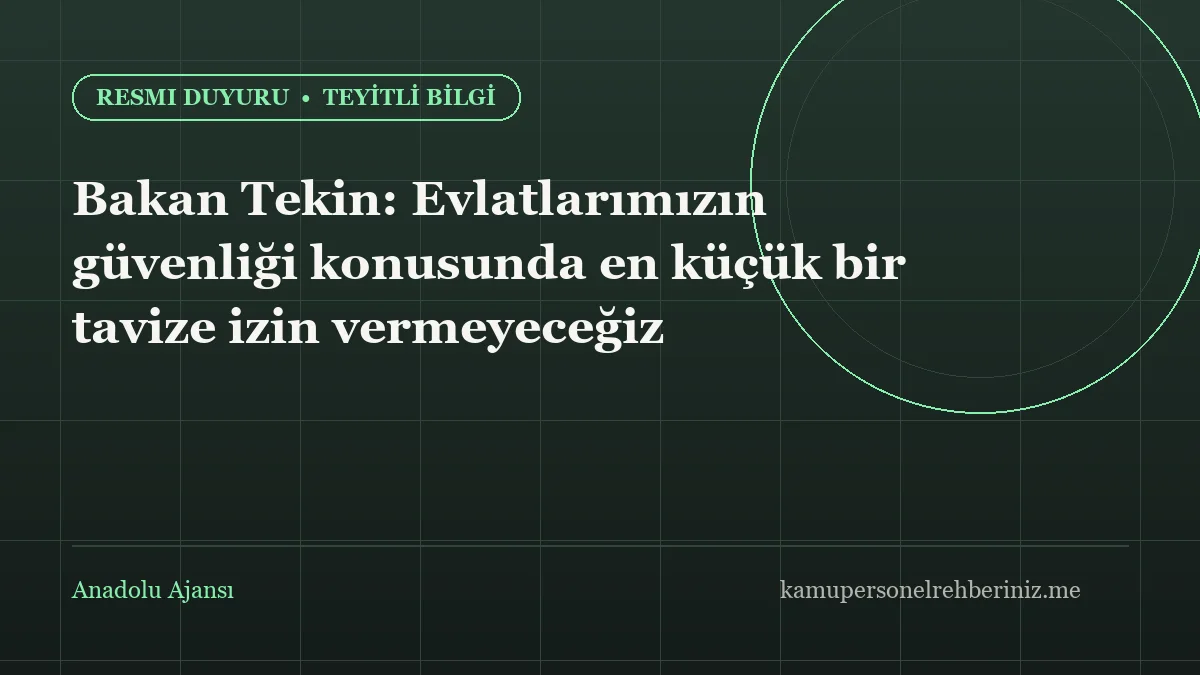 RESMI DUYURU • TEYİTLİ BİLGİ
Bakan Tekin: Evlatlarımızın
güvenliği konusunda en küçük bir
tavize izin vermeyeceğiz
Anadolu Ajansı
kamupersonelrehberiniz.me